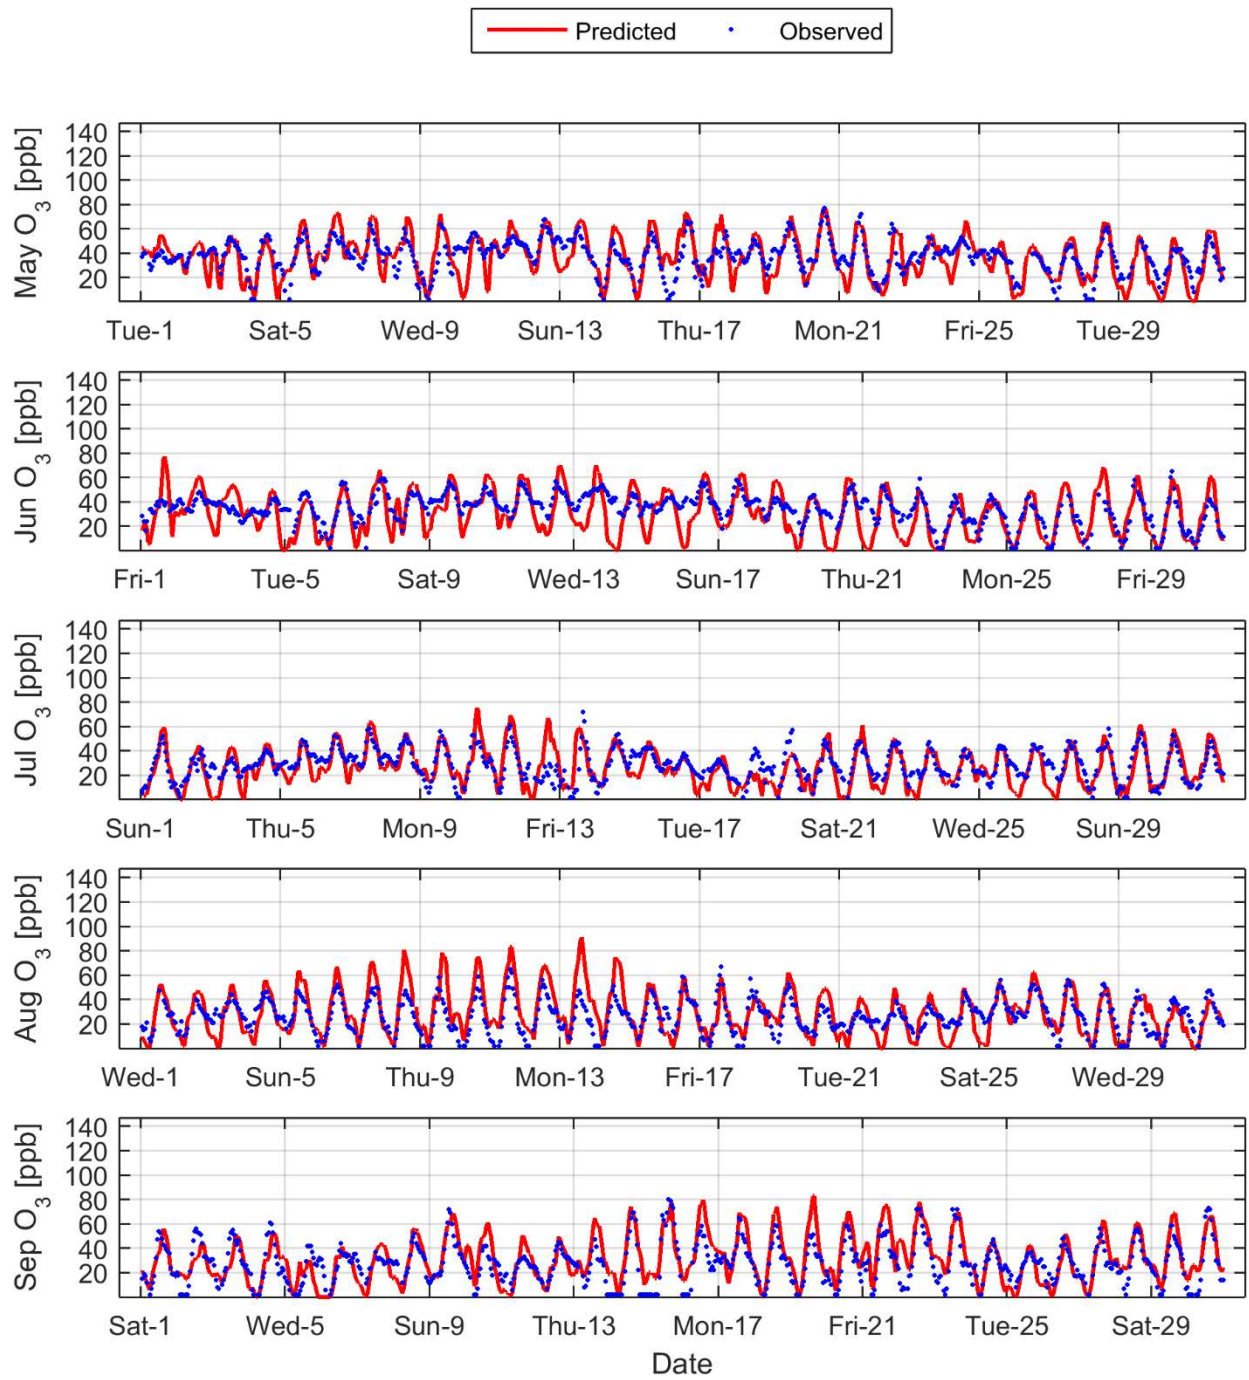 Predicted Observed
May O3 [ppb]
140
120
100
80
60
40
20
Tue-1 Sat-5 Wed-9 Sun-13 Thu-17 Mon-21 Fri-25 Tue-29
Jun O3 [ppb]
140
120
100
80
60
40
20
Fri-1 Tue-5 Sat-9 Wed-13 Sun-17 Thu-21 Mon-25 Fri-29
Jul O3 [ppb]
140
120
100
80
60
40
20
Sun-1 Thu-5 Mon-9 Fri-13 Tue-17 Sat-21 Wed-25 Sun-29
Aug O3 [ppb]
140
120
100
80
60
40
20
Wed-1 Sun-5 Thu-9 Mon-13 Fri-17 Tue-21 Sat-25 Wed-29
Sep O3 [ppb]
140
120
100
80
60
40
20
Sat-1 Wed-5 Sun-9 Thu-13 Mon-17 Fri-21 Tue-25 Sat-29
Date